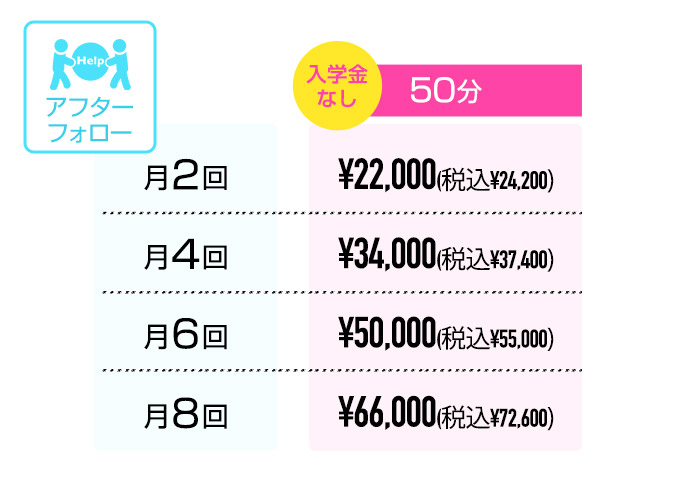 Help
アフター
フォロー
入学金
なし
50分
月2回
¥22,000(税込¥24,200)
月4回
¥34,000(税込¥37,400)
月6回
¥50,000(税込¥55,000)
月8回
¥66,000(税込¥72,600)